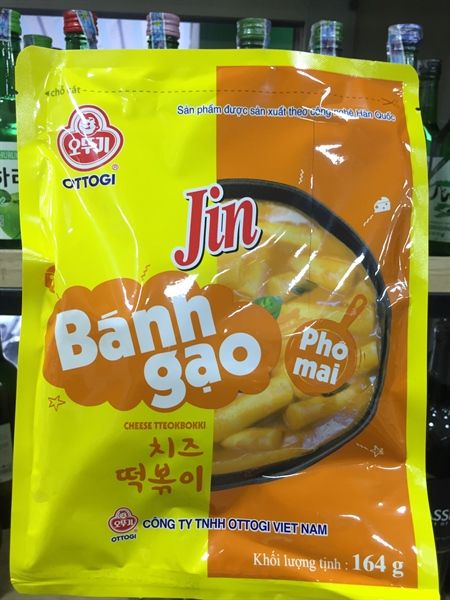 chỗ cắt
Sản phẩm được sản xuất theo công nghệ Hàn Quốc
오뚜기
OTTOGI
Jin
Bánh
gạo
Phô
mai
CHEESE TTEOKBOKKI
치즈
떡볶이
오뚜기
OTTOGI
CÔNG TY TNHH OTTOGI VIET NAM
Khối lượng tịnh : 164 g